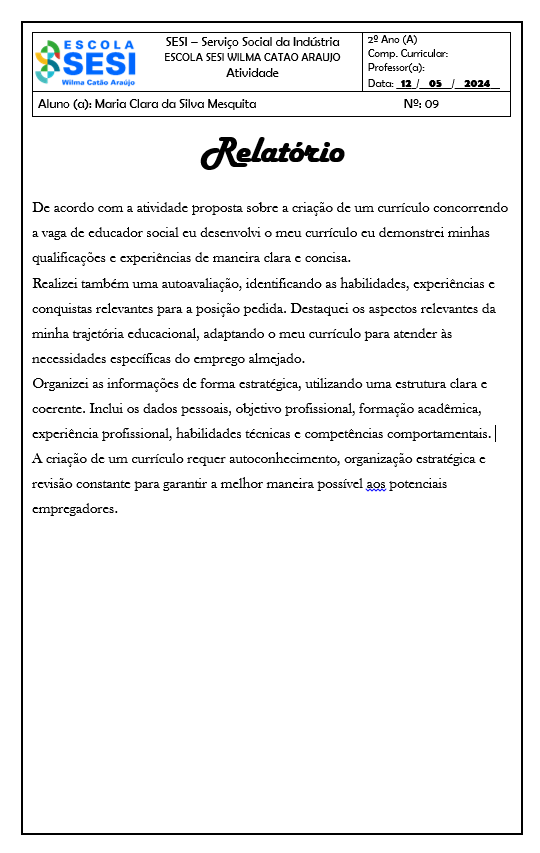 ESCOLA
SESI
Wilma Catão Araújo
SESI – Serviço Social da Indústria
ESCOLA SESI WILMA CATAO ARAUJO
Atividade
2º Ano (A)
Comp. Curricular:
Professor(a):
Data: 12 / 05 / 2024
Aluno (a): Maria Clara da Silva Mesquita Nº: 09
Relatório
De acordo com a atividade proposta sobre a criação de um currículo concorrendo
a vaga de educador social eu desenvolvi o meu currículo eu demonstrei minhas
qualificações e experiências de maneira clara e concisa.
Realizei também uma autoavaliação, identificando as habilidades, experiências e
conquistas relevantes para a posição pedida. Destaquei os aspectos relevantes da
minha trajetória educacional, adaptando o meu currículo para atender às
necessidades específicas do emprego almejado.
Organizei as informações de forma estratégica, utilizando uma estrutura clara e
coerente. Inclui os dados pessoais, objetivo profissional, formação acadêmica,
experiência profissional, habilidades técnicas e competências comportamentais.
A criação de um currículo requer autoconhecimento, organização estratégica e
revisão constante para garantir a melhor maneira possível aos potenciais
empregadores.